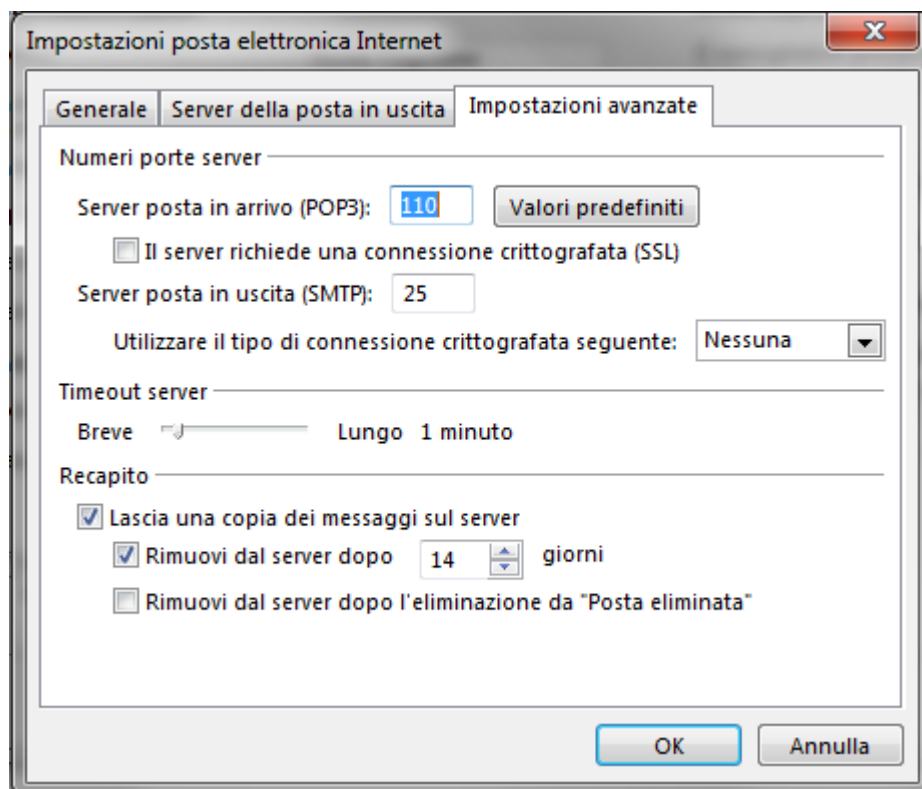 Impostazioni posta elettronica Internet
Generale Server della posta in uscita Impostazioni avanzate
Numeri porte server
Server posta in arrivo (POP3): 110 Valori predefiniti
Il server richiede una connessione crittografata (SSL)
Server posta in uscita (SMTP): 25
Utilizzare il tipo di connessione crittografata seguente: Nessuna
Timeout server
Breve Lungo 1 minuto
Recapito
Lascia una copia dei messaggi sul server
Rimuovi dal server dopo 14 giorni
Rimuovi dal server dopo l'eliminazione da "Posta eliminata"
OK Annulla